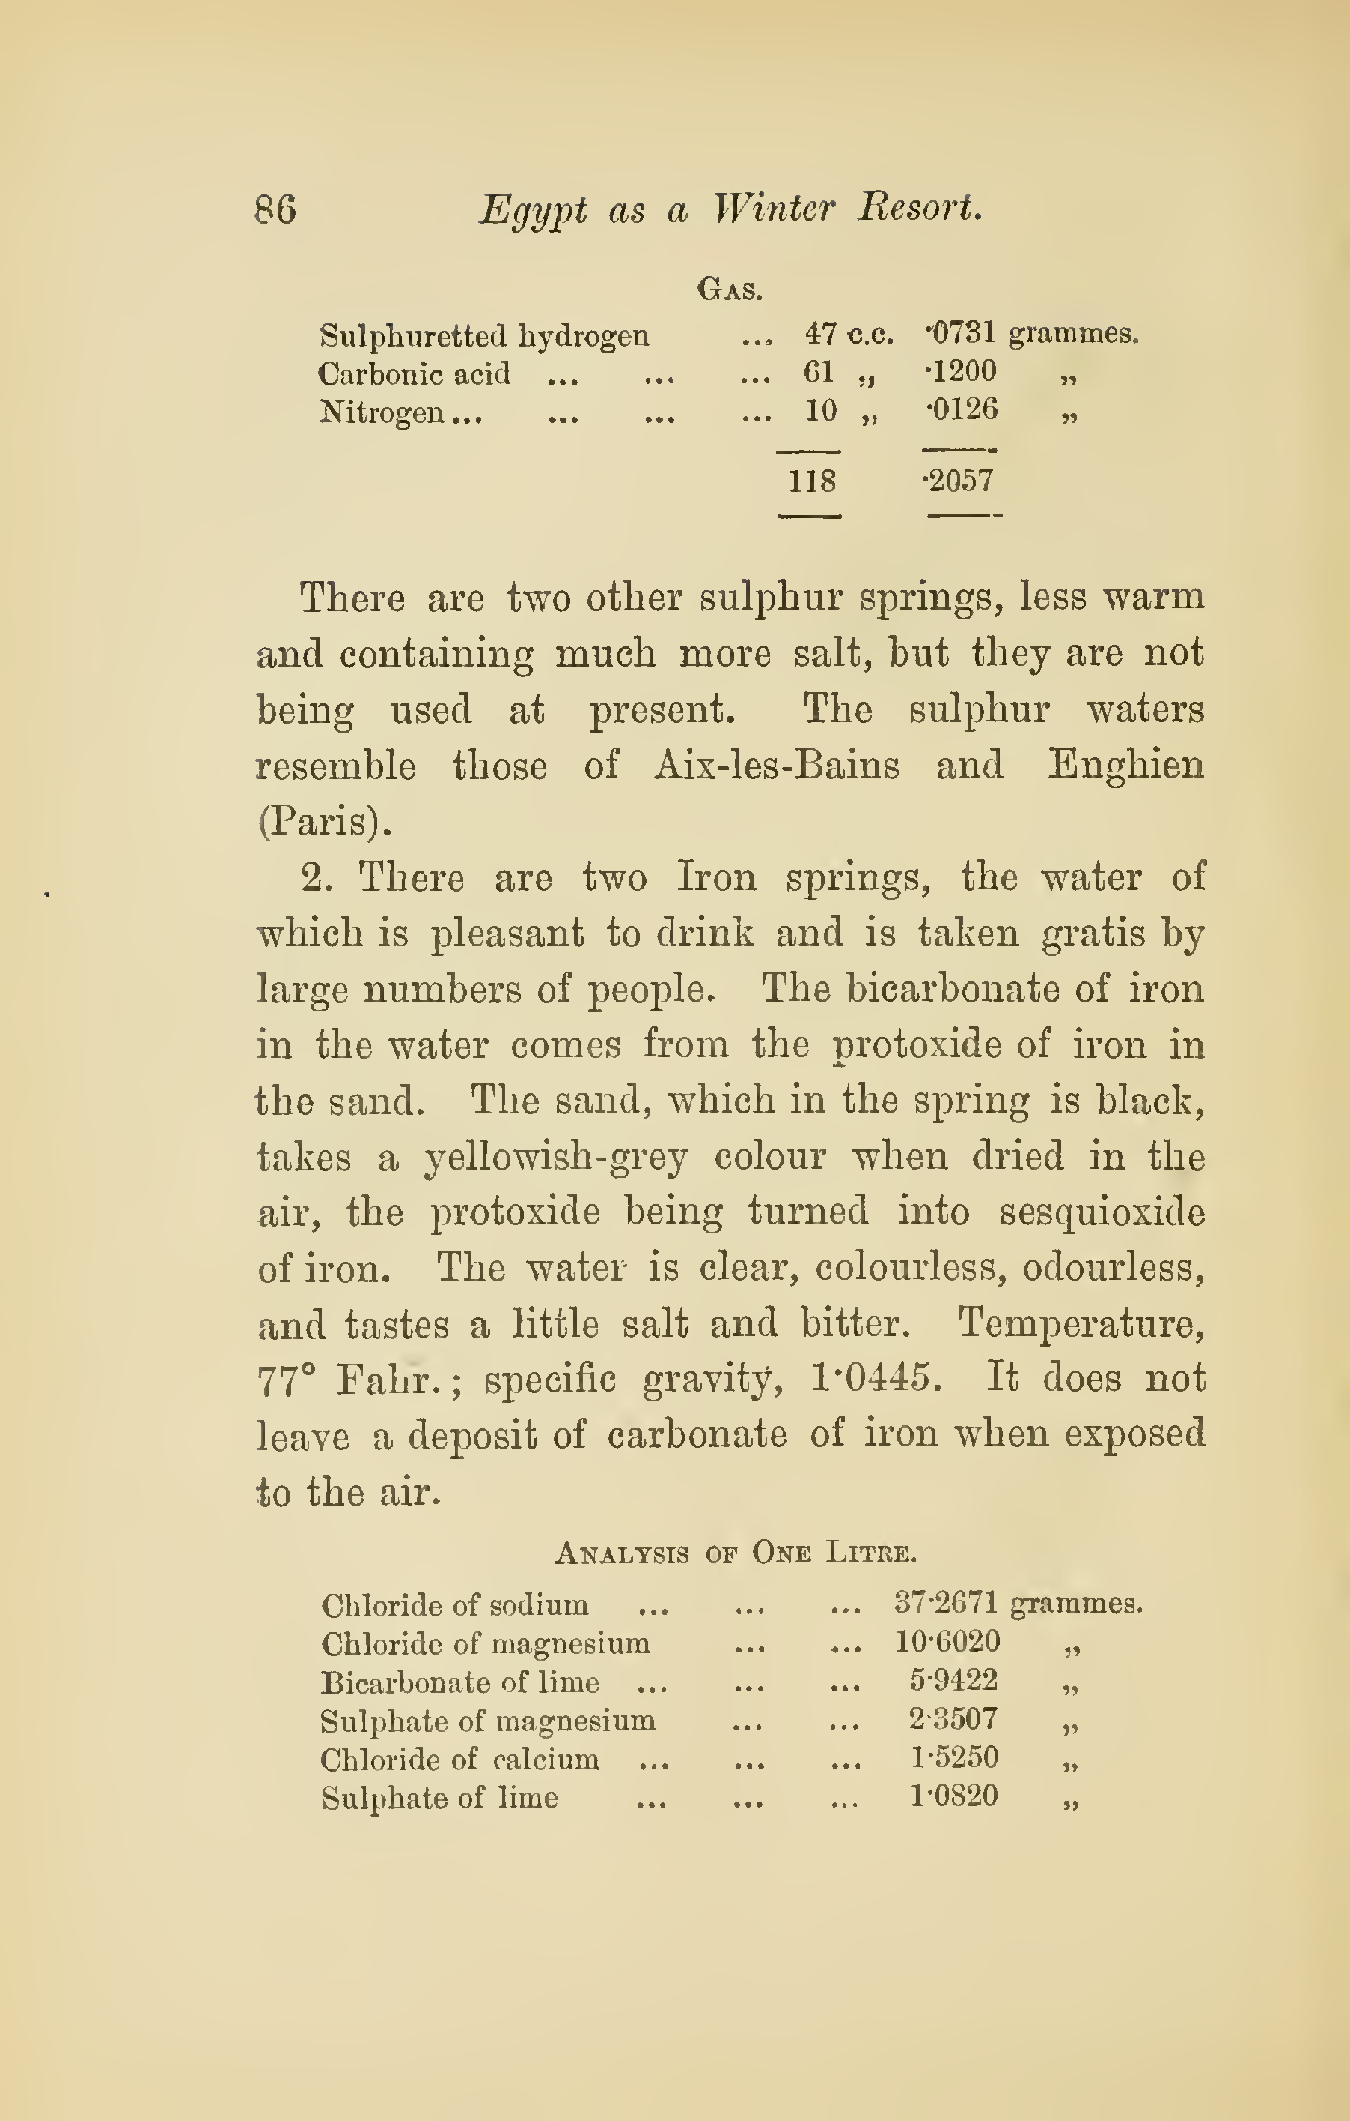 86 Egypt as a Winter Resort.
Gas.
Sulphuretted hydrogen ... 47 c.c. ·0731 grammes.
Carbonic acid ... ... ... 61 „ ·1200 „
Nitrogen ... ... ... ... 10 „ ·0126 „
118 ·2057
There are two other sulphur springs, less warm
and containing much more salt, but they are not
being used at present. The sulphur waters
resemble those of Aix-les-Bains and Enghien
(Paris).
2. There are two Iron springs, the water of
which is pleasant to drink and is taken gratis by
large numbers of people. The bicarbonate of iron
in the water comes from the protoxide of iron in
the sand. The sand, which in the spring is black,
takes a yellowish-grey colour when dried in the
air, the protoxide being turned into sesquioxide
of iron. The water is clear, colourless, odourless,
and tastes a little salt and bitter. Temperature,
77° Fahr.; specific gravity, 1·0445. It does not
leave a deposit of carbonate of iron when exposed
to the air.
Analysis of One Litre.
Chloride of sodium ... ... ... 37·2671 grammes.
Chloride of magnesium ... ... 10·6020 „
Bicarbonate of lime ... ... ... 5·9422 „
Sulphate of magnesium ... ... 2·3507 „
Chloride of calcium ... ... ... 1·5250 „
Sulphate of lime ... ... ... 1·0820 „